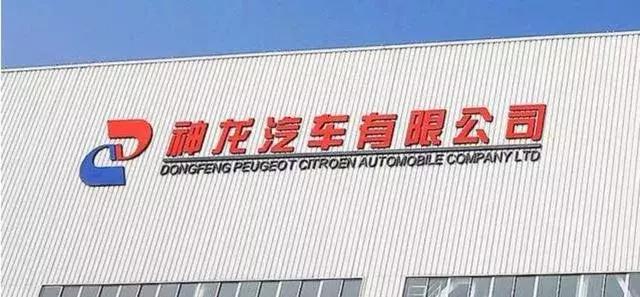 神龙汽车有限公司
DONGFENG PEUGEOT CITROEN AUTOMOBILE COMPANY LTD